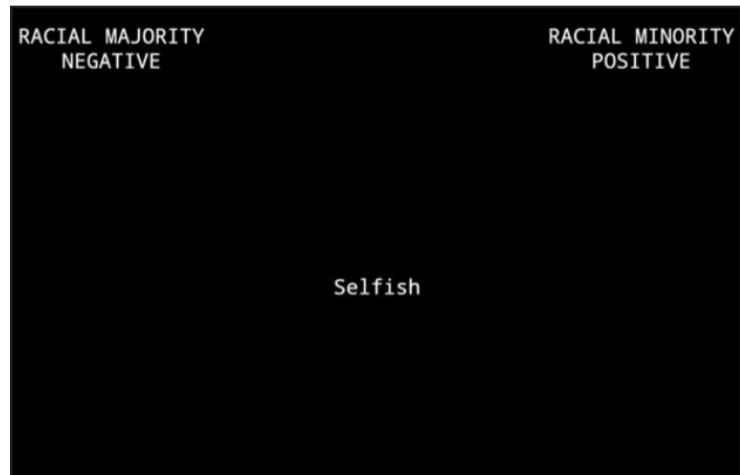 RACIAL MAJORITY
NEGATIVE
RACIAL MINORITY
POSITIVE
Selfish